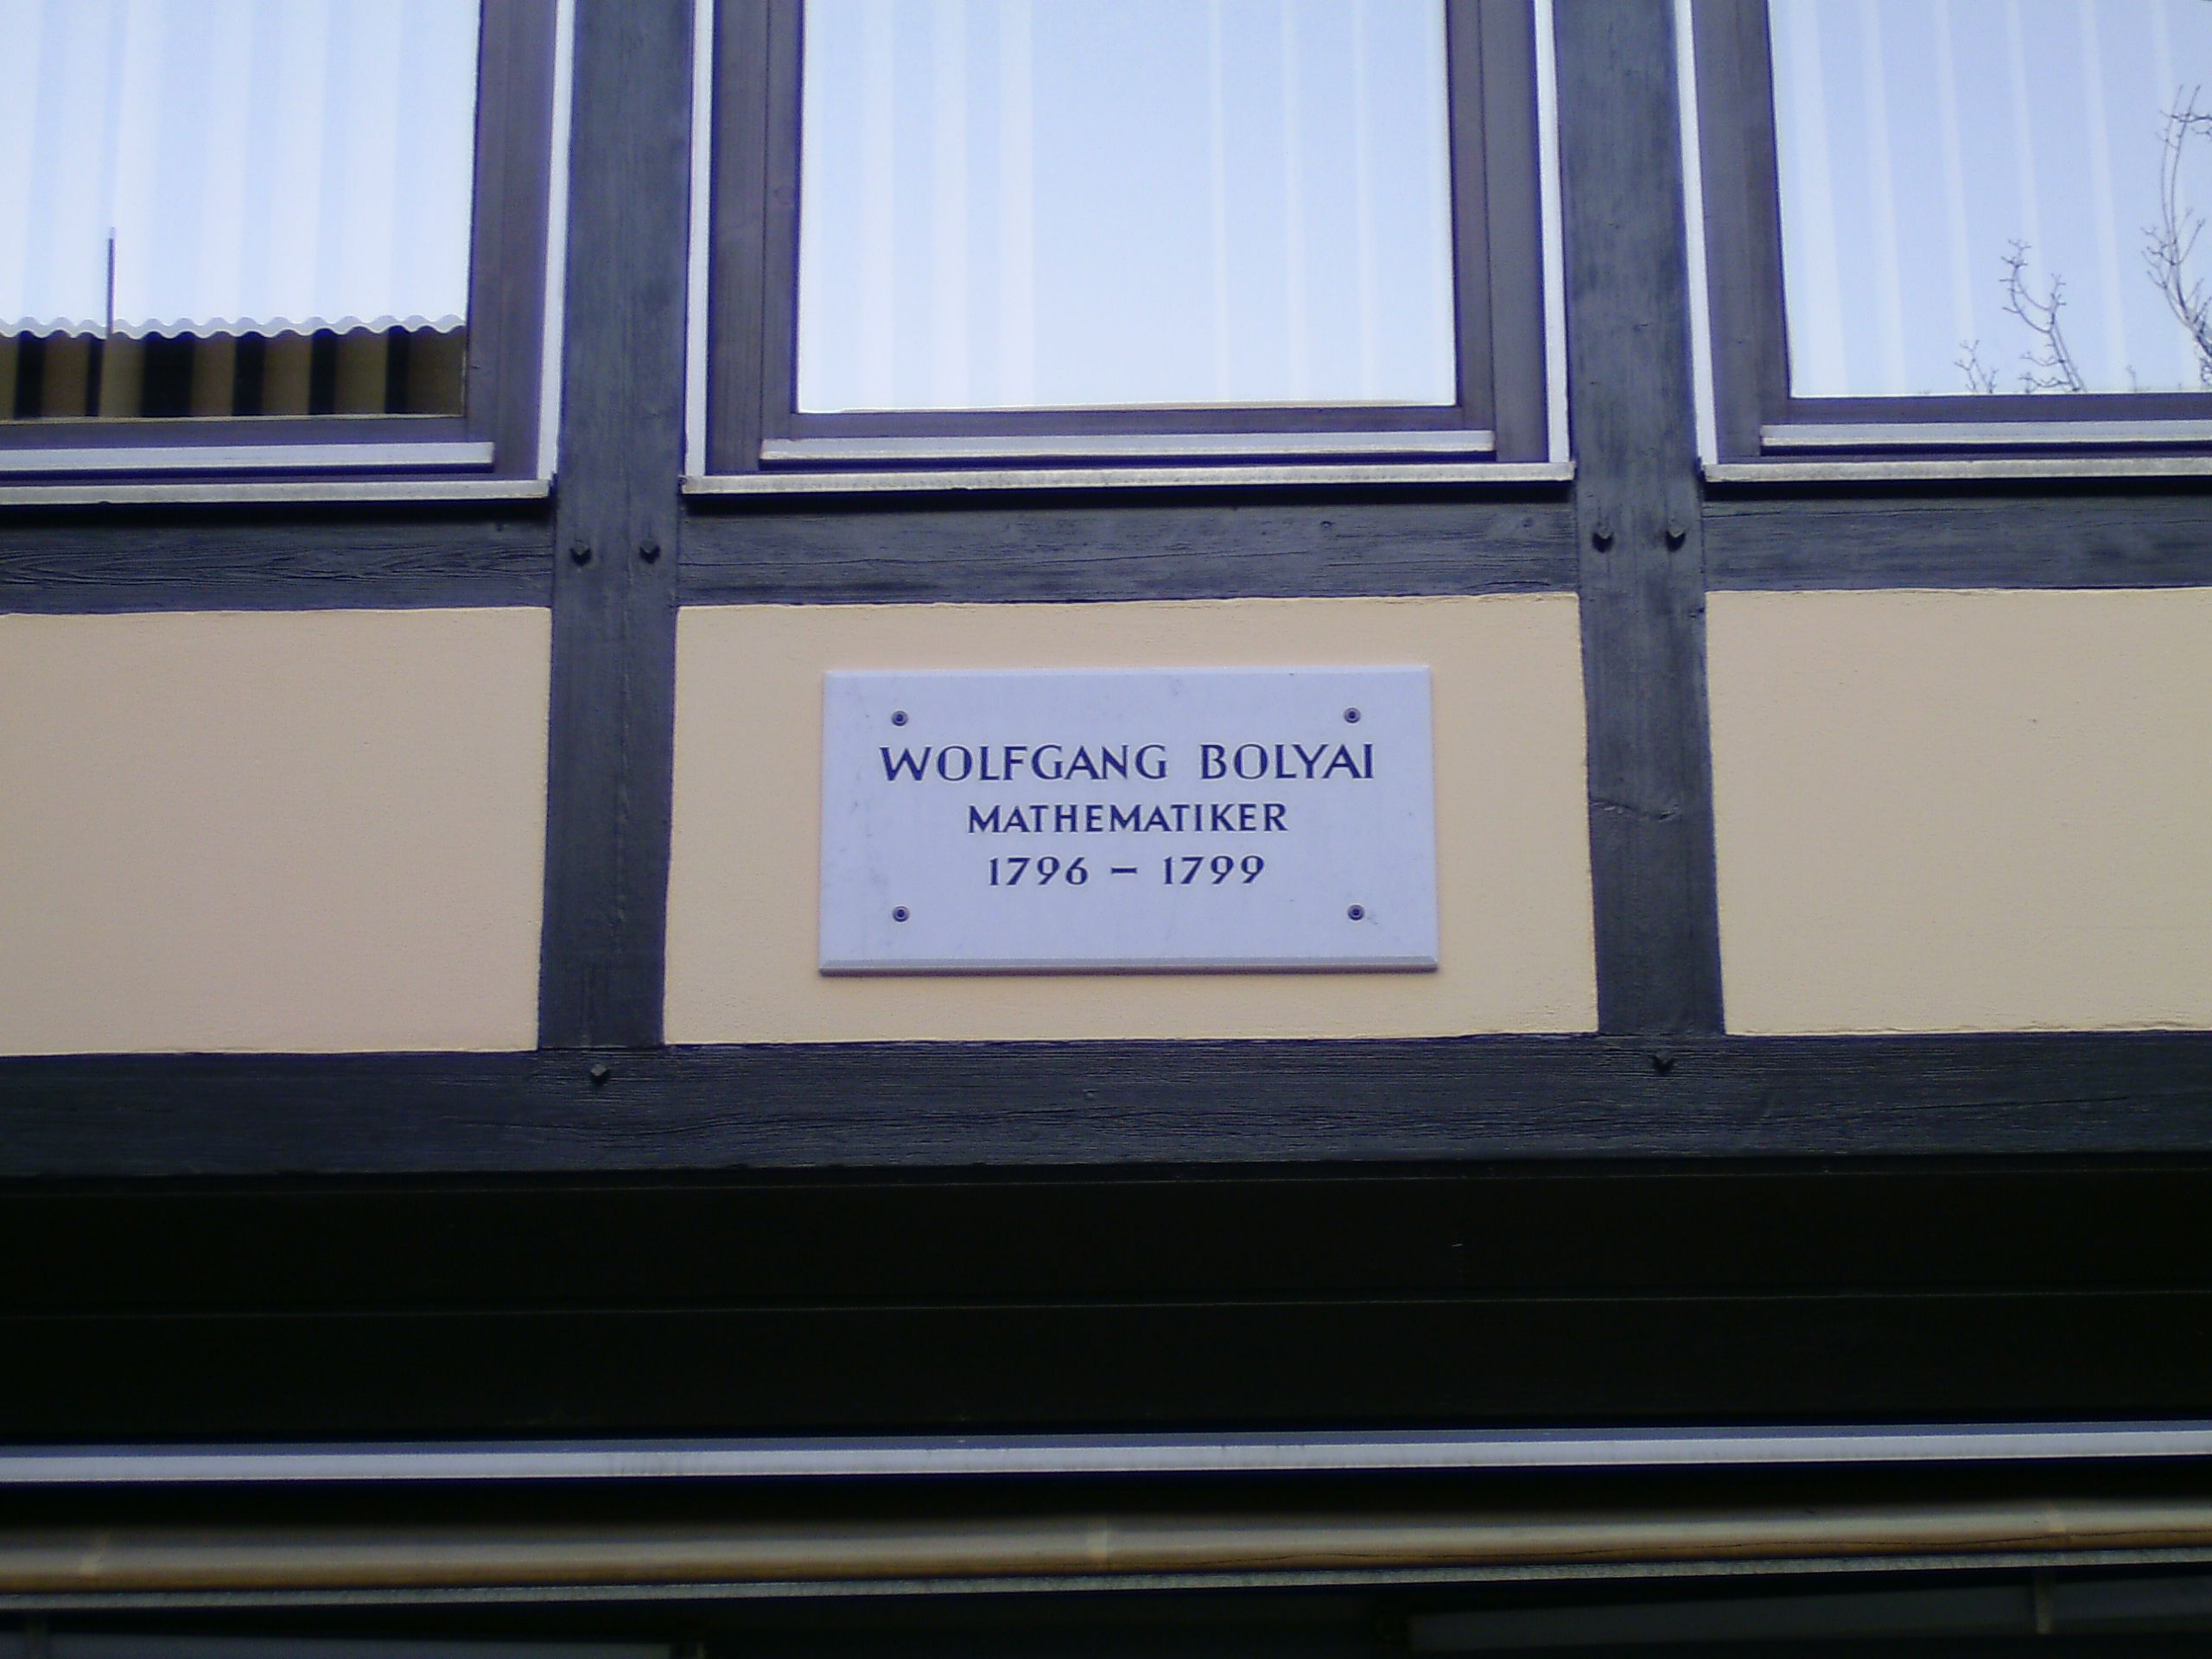 WOLFGANG BOLYAI
MATHEMATIKER
1796 – 1799